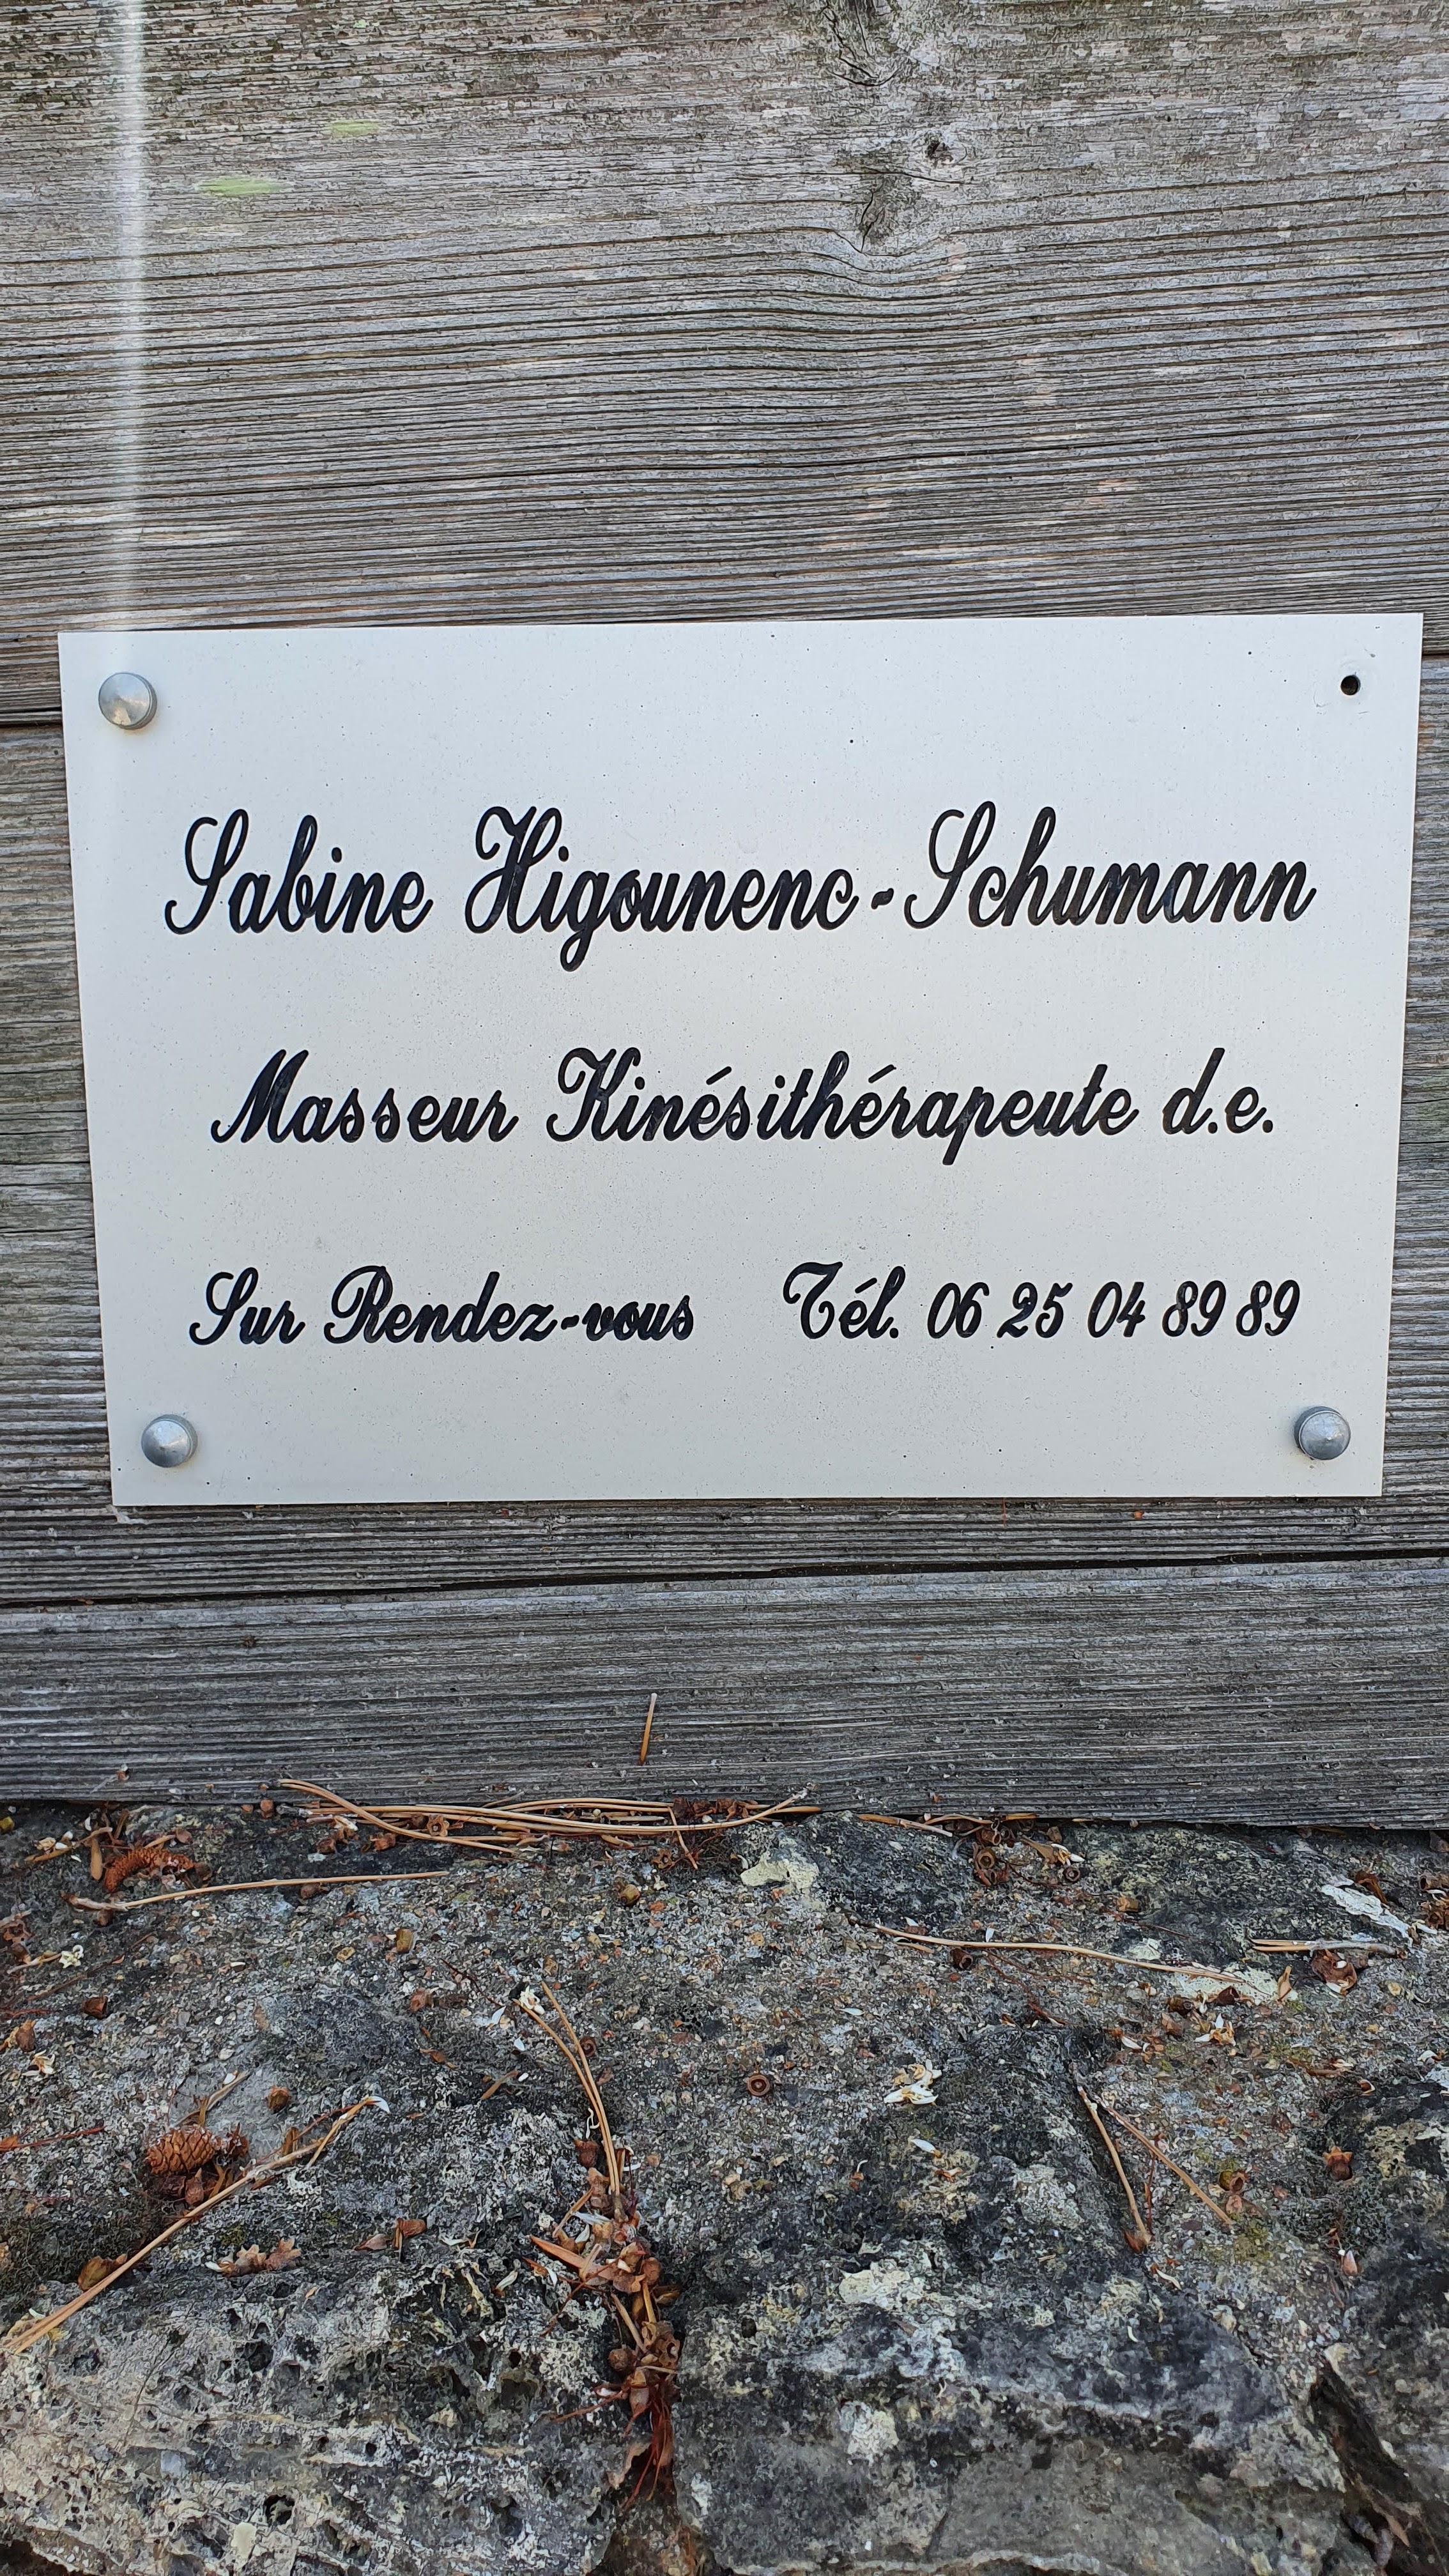 Sabine Higounenc-Schumann
Masseur Kinésithérapeute d.e.
Sur Rendez-vous Tél. 06 25 04 89 89